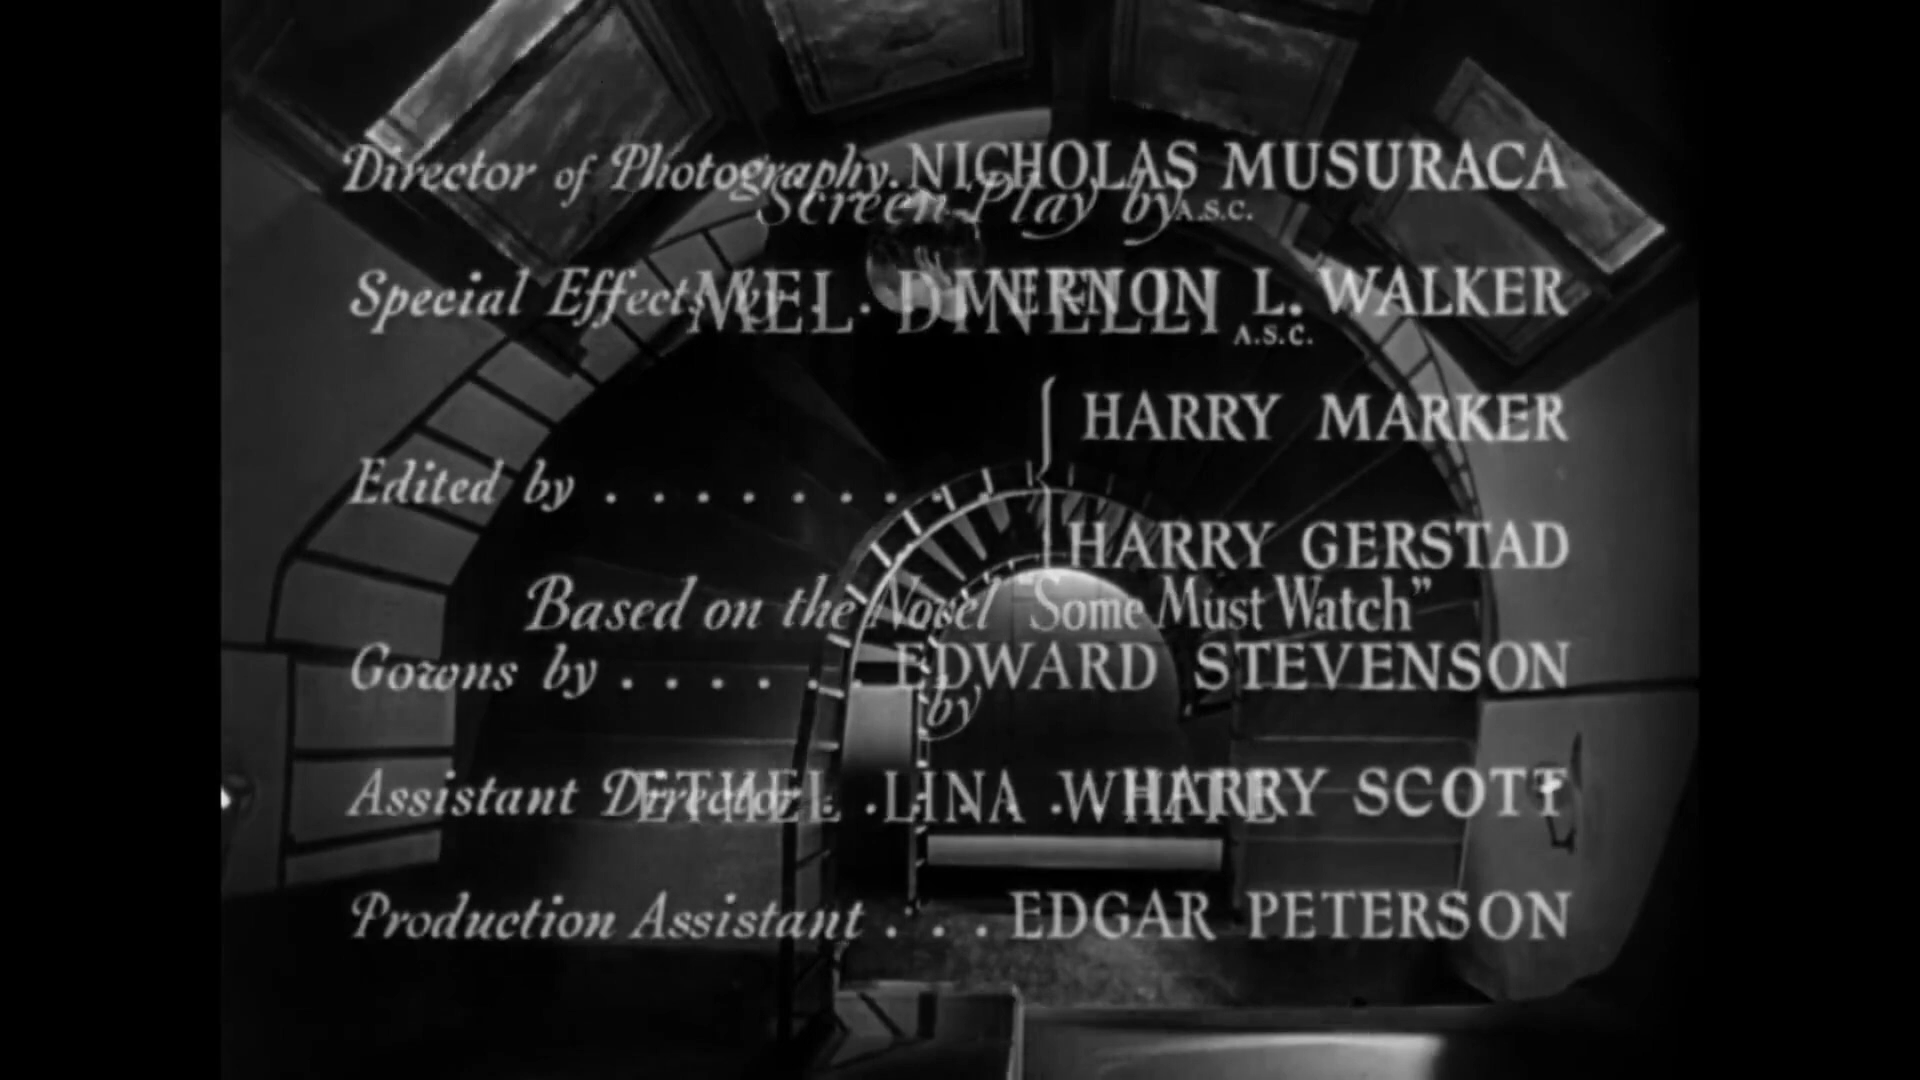 Director of Photography. NICHOLAS MUSURACA
A.S.C.
Screen Play by
Special Effects by . . . VERNON L. WALKER
A.S.C.
MEL DINELLI
HARRY MARKER
Edited by . . . . . . . . .
HARRY GERSTAD
Based on the Novel "Some Must Watch"
Gowns by . . . . . . EDWARD STEVENSON
by
Assistant Director . . . . . HARRY SCOTT
ETHEL LINA WHITE
Production Assistant . . . EDGAR PETERSON